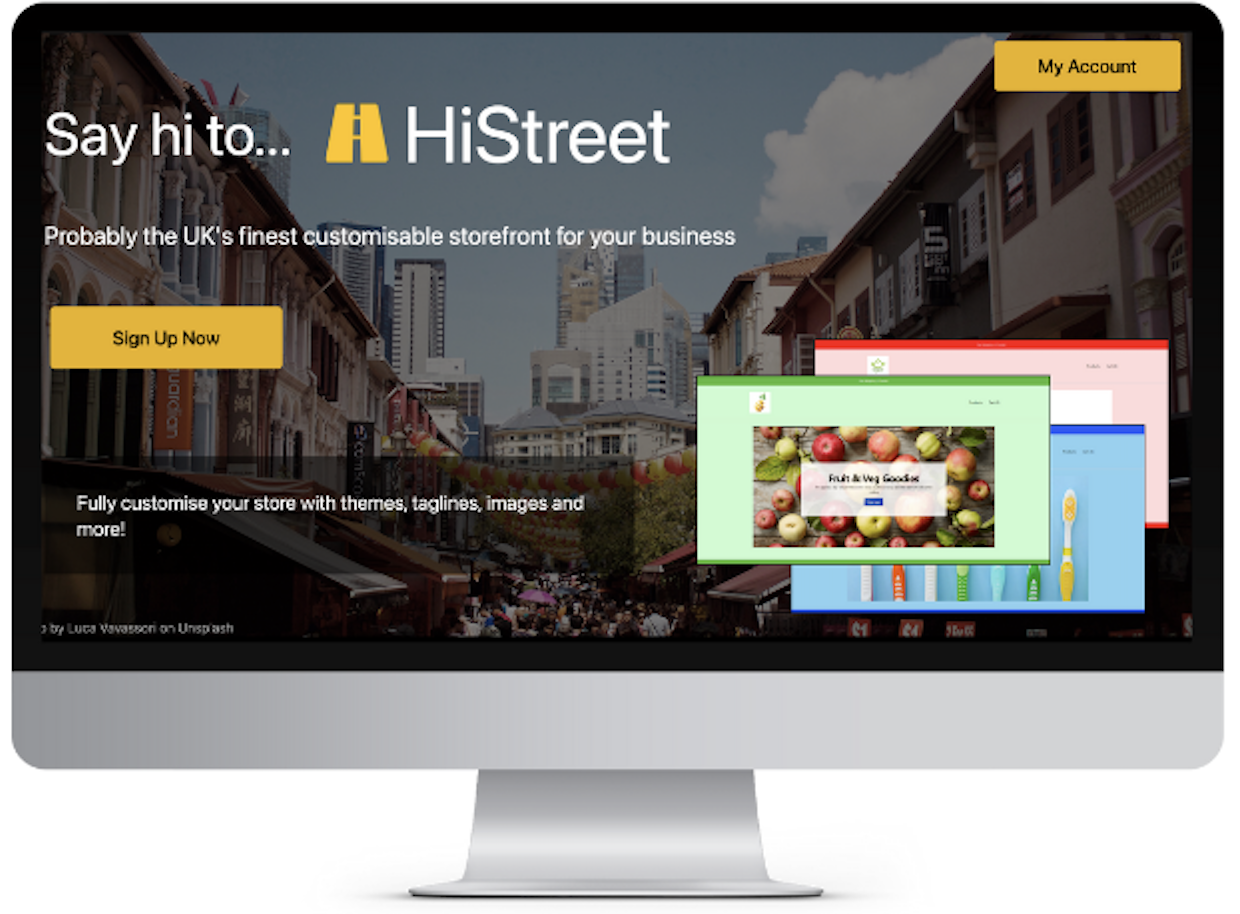 My Account
Say hi to...
HiStreet
Probably the UK's finest customisable storefront for your business
Sign Up Now
Fruit & Veg Goodies
Fully customise your store with themes, taglines, images and
more!
by Luca Vavassori on Unsplash